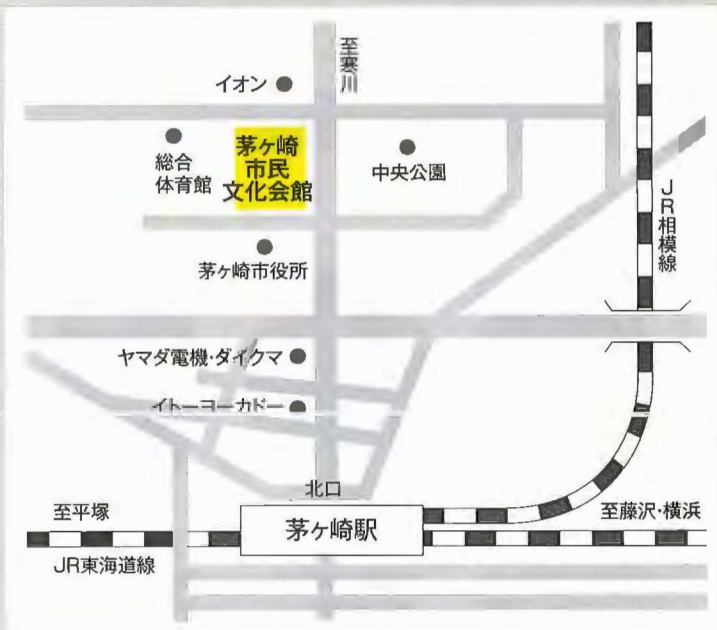 至寒川
イオン
総合
体育館
茅ヶ崎
市民
文化会館
中央公園
JR相模線
茅ヶ崎市役所
ヤマダ電機・ダイクマ
イトーヨーカドー
北口
至平塚
茅ヶ崎駅
至藤沢・横浜
JR東海道線